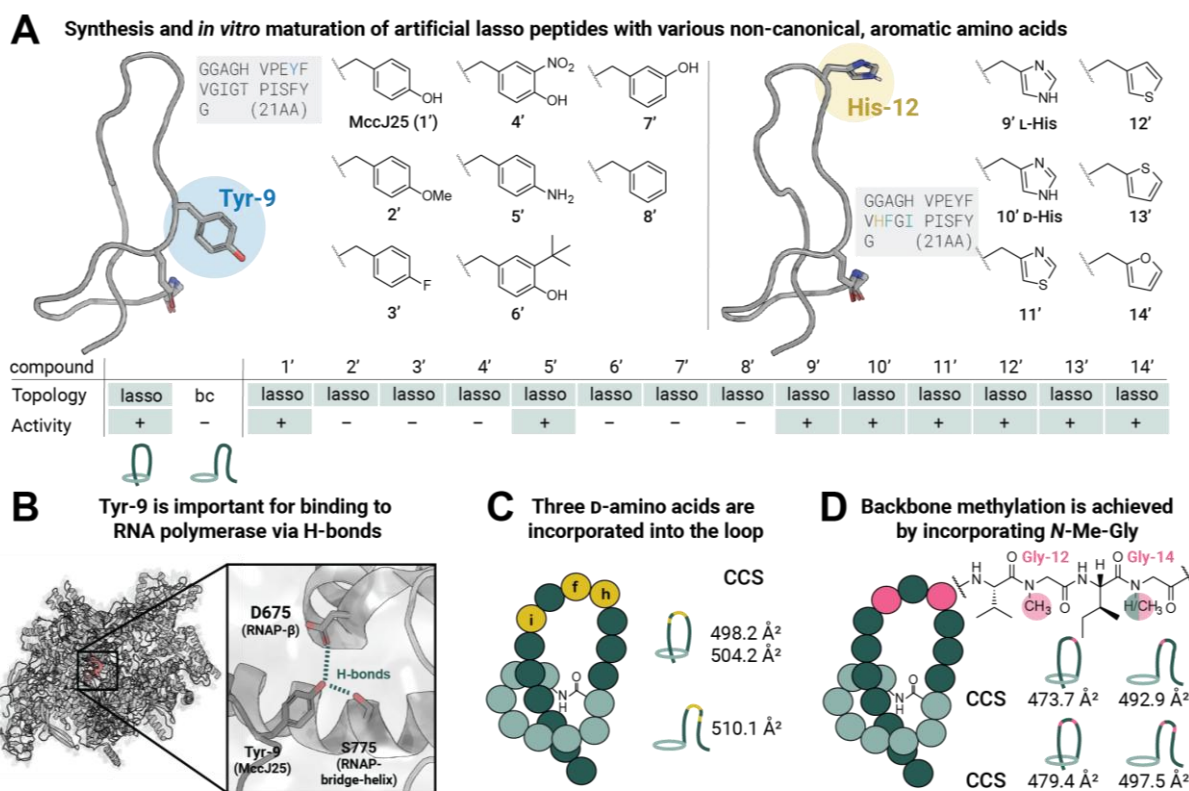 A Synthesis and in vitro maturation of artificial lasso peptides with various non-canonical, aromatic amino acids
GGAGH VPEYF
VGIGT PISFY
G (21AA)
Tyr-9
OH
MccJ25 (1′)
NO₂
OH
4′
OH
7′
OMe
2′
NH₂
5′
8′
F
3′
OH
6′
His-12
GGAGH VPEYF
VHFGI PISFY
G (21AA)
N
NH
9′ L-His
S
12′
N
NH
10′ D-His
S
13′
N
S
11′
O
14′
compound 1′ 2′ 3′ 4′ 5′ 6′ 7′ 8′ 9′ 10′ 11′ 12′ 13′ 14′
Topology lasso bc lasso lasso lasso lasso lasso lasso lasso lasso lasso lasso lasso lasso lasso lasso
Activity + – + – – – + – – – + + + + + +
B Tyr-9 is important for binding to
RNA polymerase via H-bonds
D675
(RNAP-β)
H-bonds
Tyr-9
(MccJ25)
S775
(RNAP-
bridge-helix)
C Three D-amino acids are
incorporated into the loop
i f h
O
N
H
CCS
498.2 Å²
504.2 Å²
510.1 Å²
D Backbone methylation is achieved
by incorporating N-Me-Gly
H
N
O
Gly-12
N
CH₃
O
H
N
H
O
Gly-14
N
H/CH₃
O
O
N
H
CCS 473.7 Å² 492.9 Å²
CCS 479.4 Å² 497.5 Å²